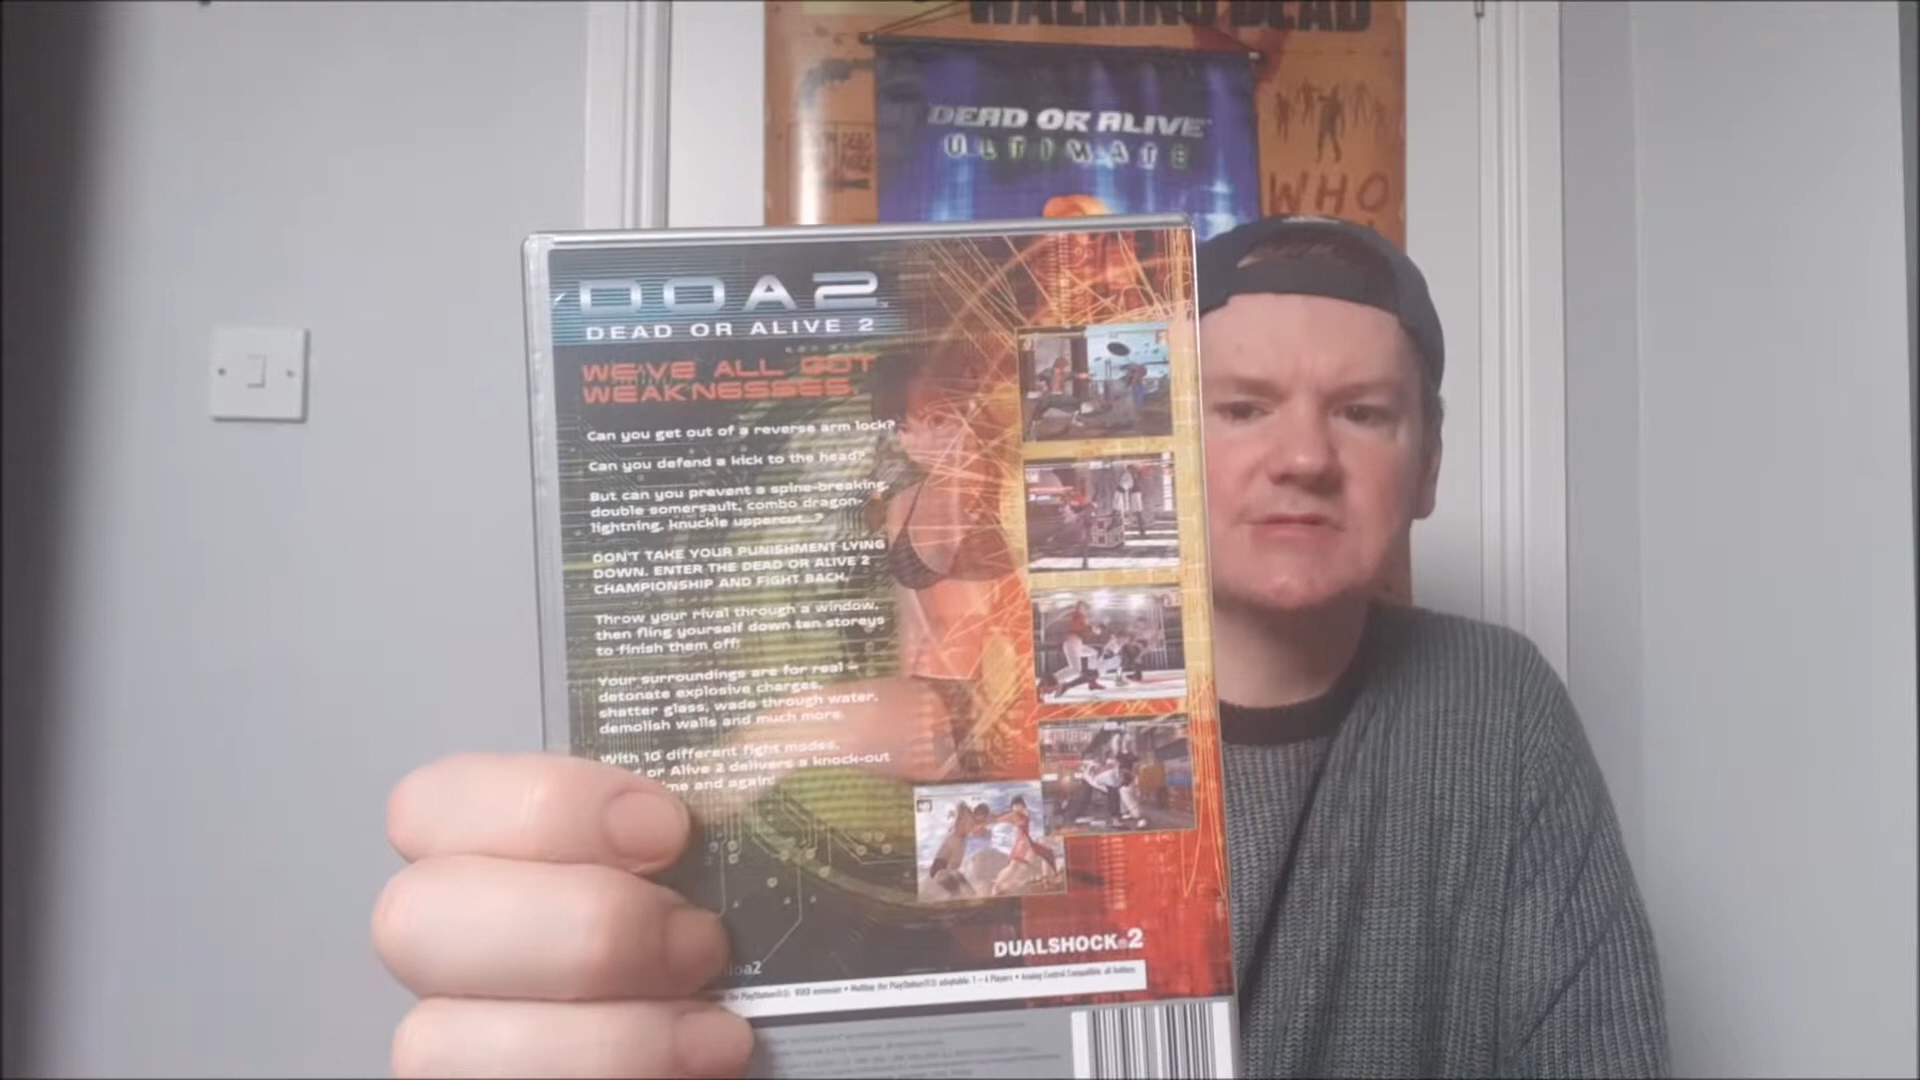 WALKING DEAD
DEAD OR ALIVE
ULTIMATE
WHO
DOA2
DEAD OR ALIVE 2
WE'VE ALL GOT
WEAKNESSES.
Can you get out of a reverse arm lock?
Can you defend a kick to the head?
But can you prevent a spine-breaking,
double somersault, combo dragon-
lightning, knuckle uppercut...?
DON'T TAKE YOUR PUNISHMENT LYING
DOWN. ENTER THE DEAD OR ALIVE 2
CHAMPIONSHIP AND FIGHT BACK.
Throw your rival through a window,
then fling yourself down ten storeys
to finish them off!
Your surroundings are for real –
detonate explosive charges,
shatter glass, wade through water,
demolish walls and much more.
With 10 different fight modes,
or Alive 2 delivers a knock-out
and again!
DUALSHOCK®2
doa2